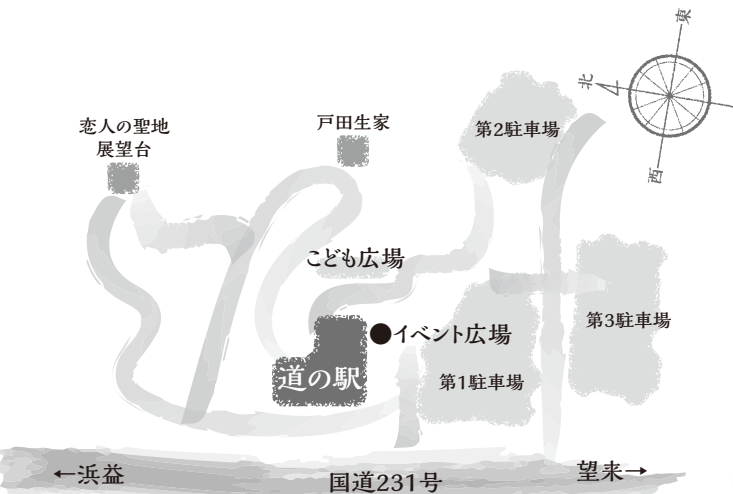 東
北
西
恋人の聖地
展望台
戸田生家
第2駐車場
こども広場
●イベント広場
第3駐車場
道の駅
第1駐車場
←浜益
国道231号
望来→